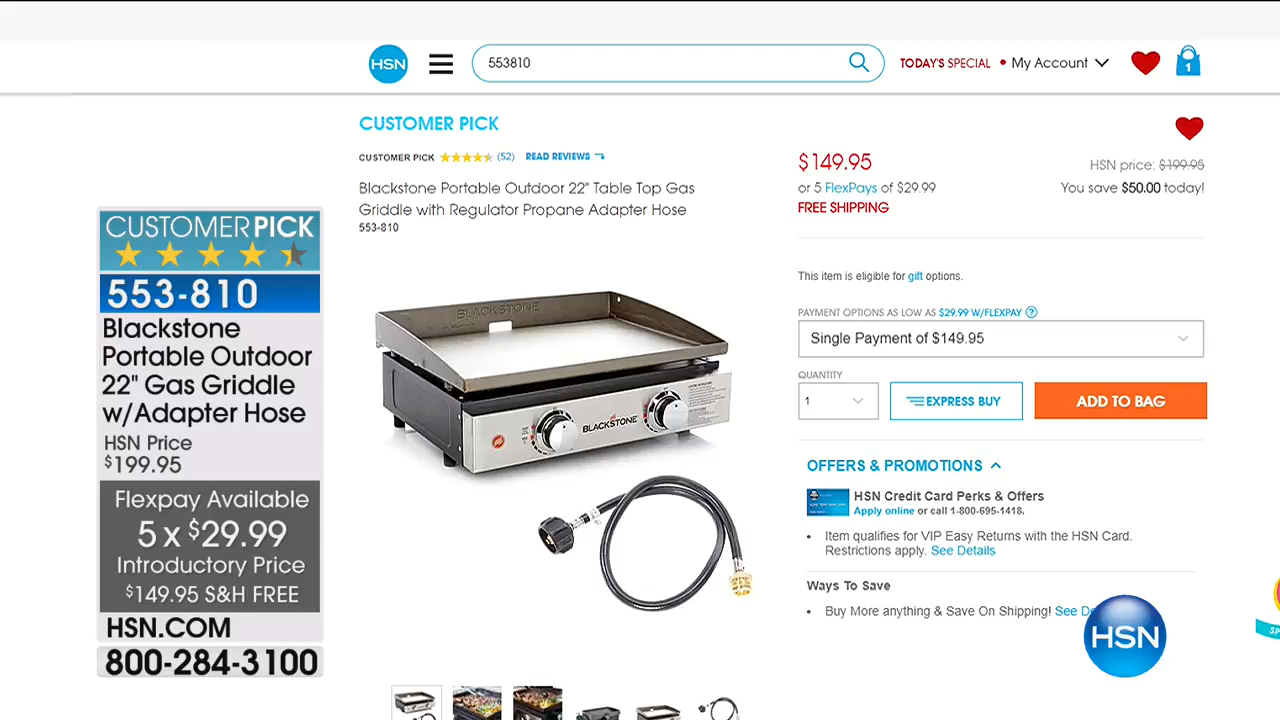 HSN
553810
TODAY'S SPECIAL • My Account
1
CUSTOMER PICK
CUSTOMER PICK (52) READ REVIEWS
Blackstone Portable Outdoor 22" Table Top Gas
Griddle with Regulator Propane Adapter Hose
553-810
$149.95
HSN price: $199.95
or 5 FlexPays of $29.99
You save $50.00 today!
FREE SHIPPING
This item is eligible for gift options.
PAYMENT OPTIONS AS LOW AS $29.99 W/FLEXPAY ?
Single Payment of $149.95
QUANTITY
1
EXPRESS BUY
ADD TO BAG
OFFERS & PROMOTIONS
HSN Credit Card Perks & Offers
Apply online or call 1-800-695-1418.
• Item qualifies for VIP Easy Returns with the HSN Card.
Restrictions apply. See Details
Ways To Save
• Buy More anything & Save On Shipping! See
HSN
BLACKSTONE
BLACKSTONE
CUSTOMER PICK
553-810
Blackstone
Portable Outdoor
22" Gas Griddle
w/Adapter Hose
HSN Price
$199.95
Flexpay Available
5 x $29.99
Introductory Price
$149.95 S&H FREE
HSN.COM
800-284-3100